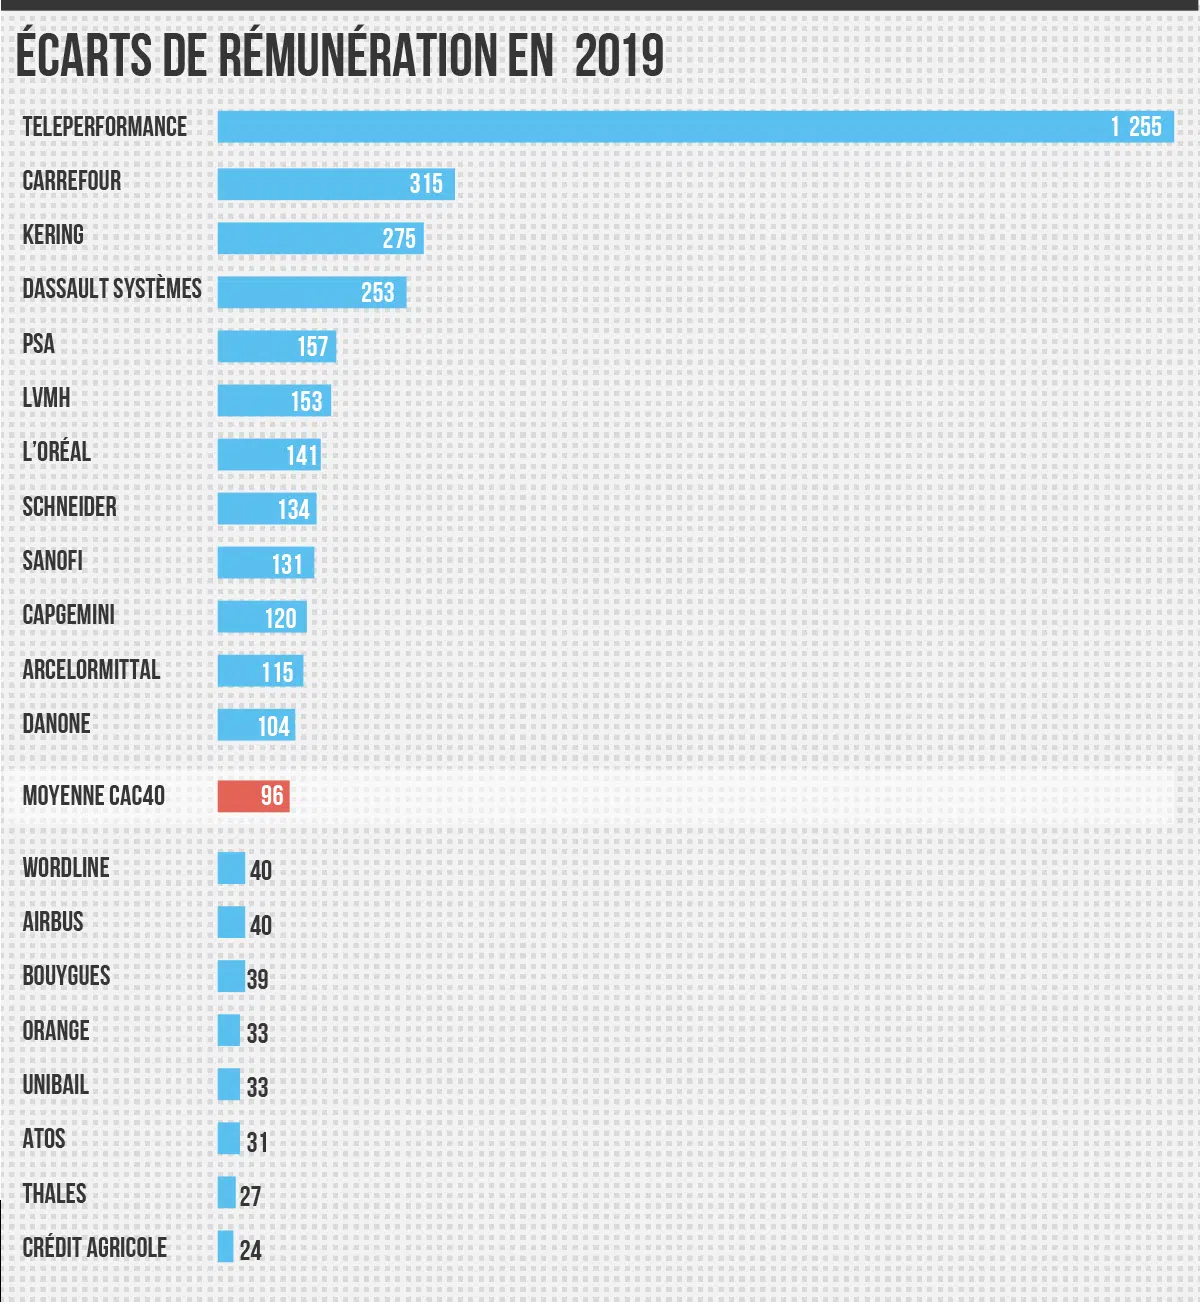 ÉCARTS DE RÉMUNÉRATION EN 2019
TELEPERFORMANCE 1 255
CARREFOUR 315
KERING 275
DASSAULT SYSTÈMES 253
PSA 157
LVMH 153
L'ORÉAL 141
SCHNEIDER 134
SANOFI 131
CAPGEMINI 120
ARCELORMITTAL 115
DANONE 104
MOYENNE CAC40 96
WORDLINE 40
AIRBUS 40
BOUYGUES 39
ORANGE 33
UNIBAIL 33
ATOS 31
THALES 27
CRÉDIT AGRICOLE 24